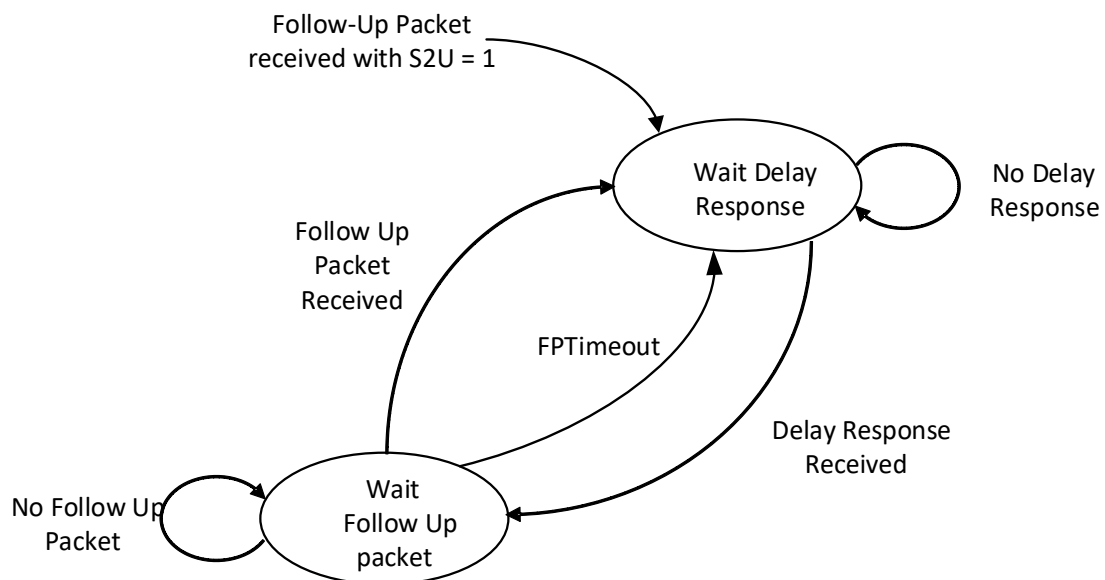 Follow-Up Packet
received with S2U = 1
Wait Delay
Response
No Delay
Response
Follow Up
Packet
Received
FPTimeout
Delay Response
Received
No Follow Up
Packet
Wait
Follow Up
packet